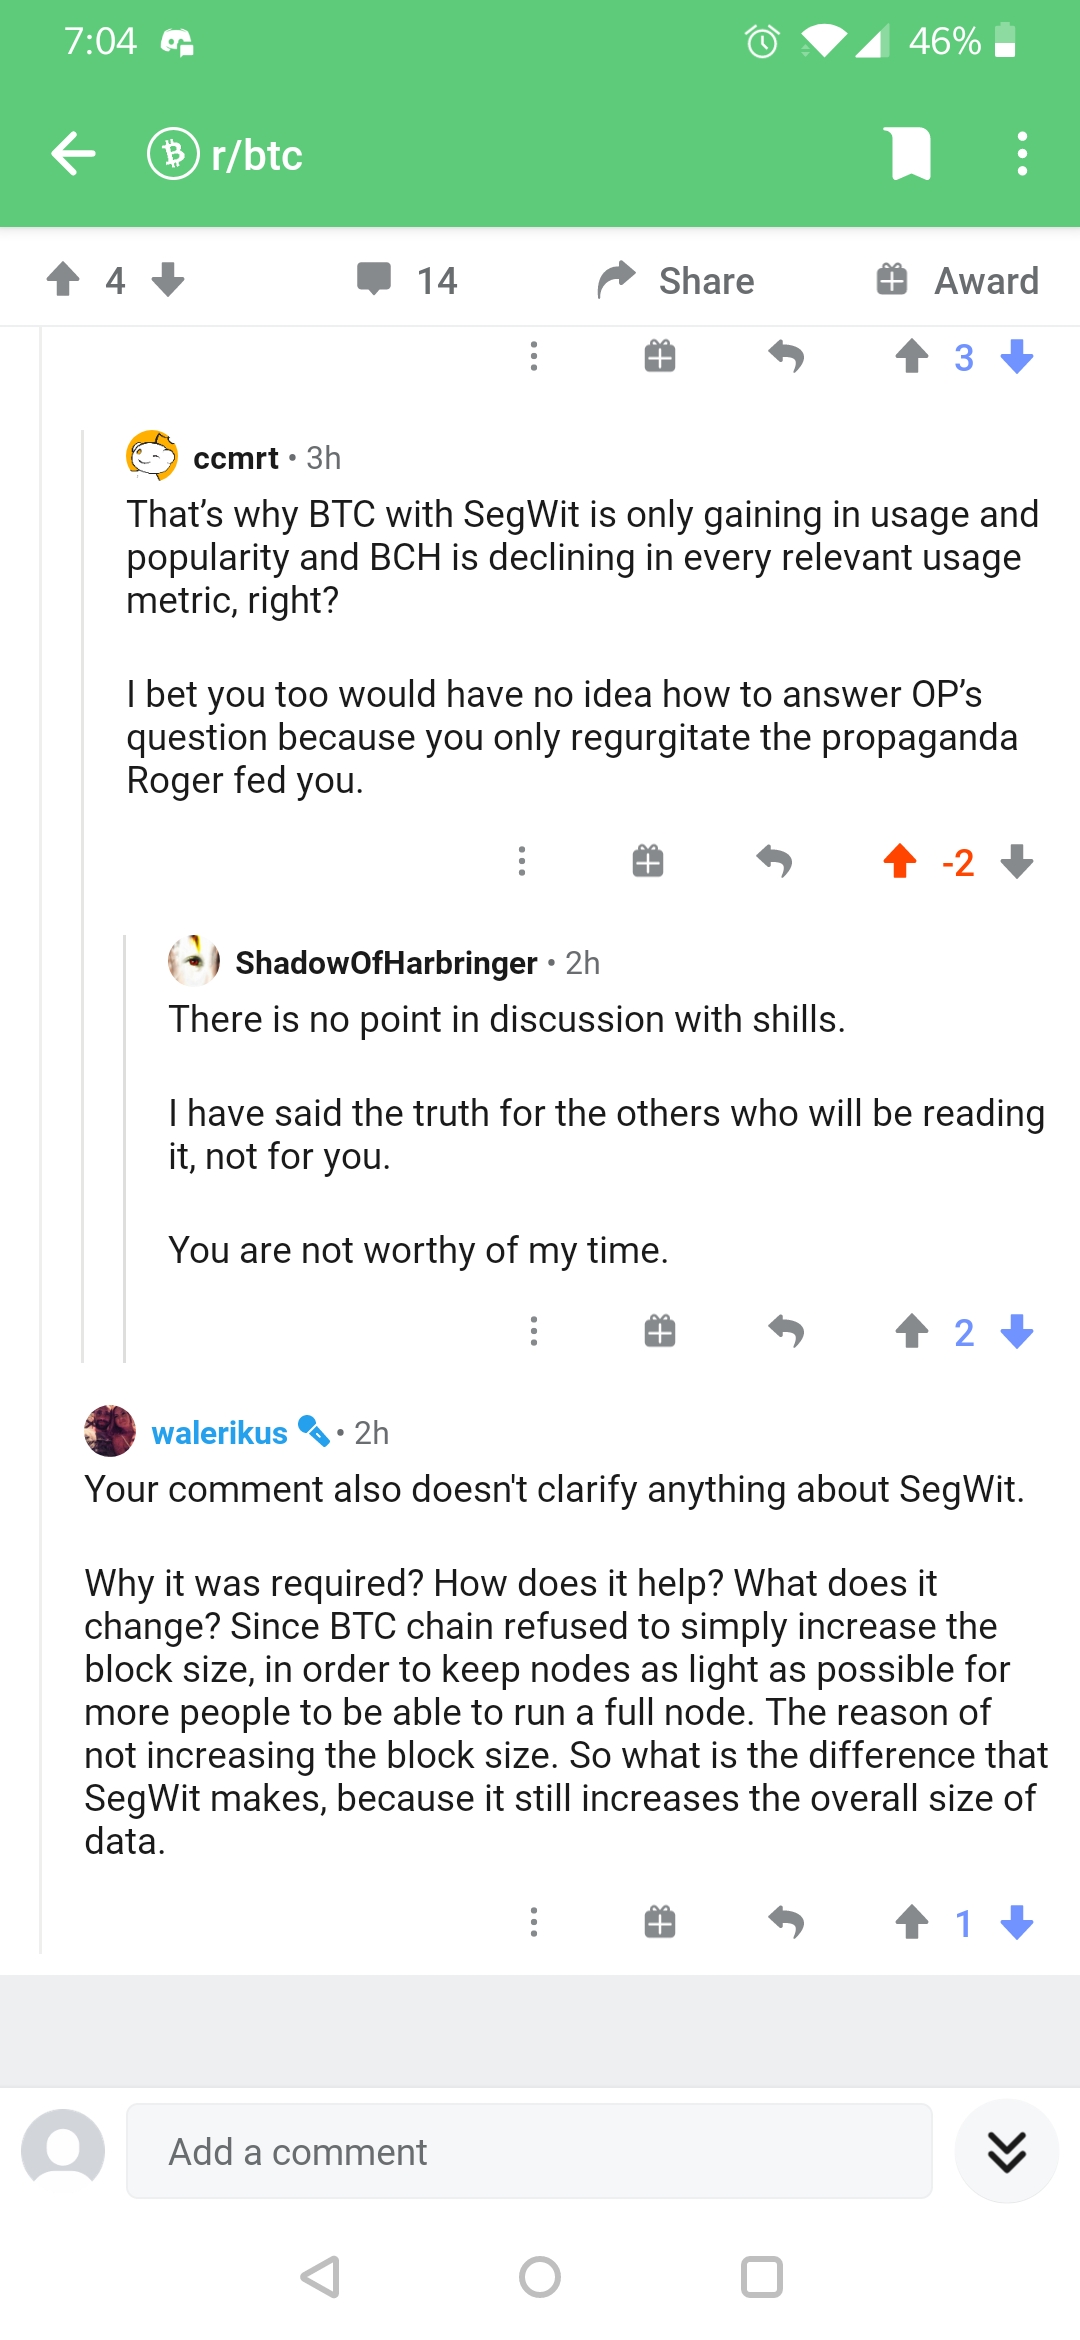 7:04
46%
r/btc
4
14
Share
Award
3
ccmrt • 3h
That’s why BTC with SegWit is only gaining in usage and
popularity and BCH is declining in every relevant usage
metric, right?
I bet you too would have no idea how to answer OP’s
question because you only regurgitate the propaganda
Roger fed you.
-2
ShadowOfHarbringer • 2h
There is no point in discussion with shills.
I have said the truth for the others who will be reading
it, not for you.
You are not worthy of my time.
2
walerikus • 2h
Your comment also doesn't clarify anything about SegWit.
Why it was required? How does it help? What does it
change? Since BTC chain refused to simply increase the
block size, in order to keep nodes as light as possible for
more people to be able to run a full node. The reason of
not increasing the block size. So what is the difference that
SegWit makes, because it still increases the overall size of
data.
1
Add a comment